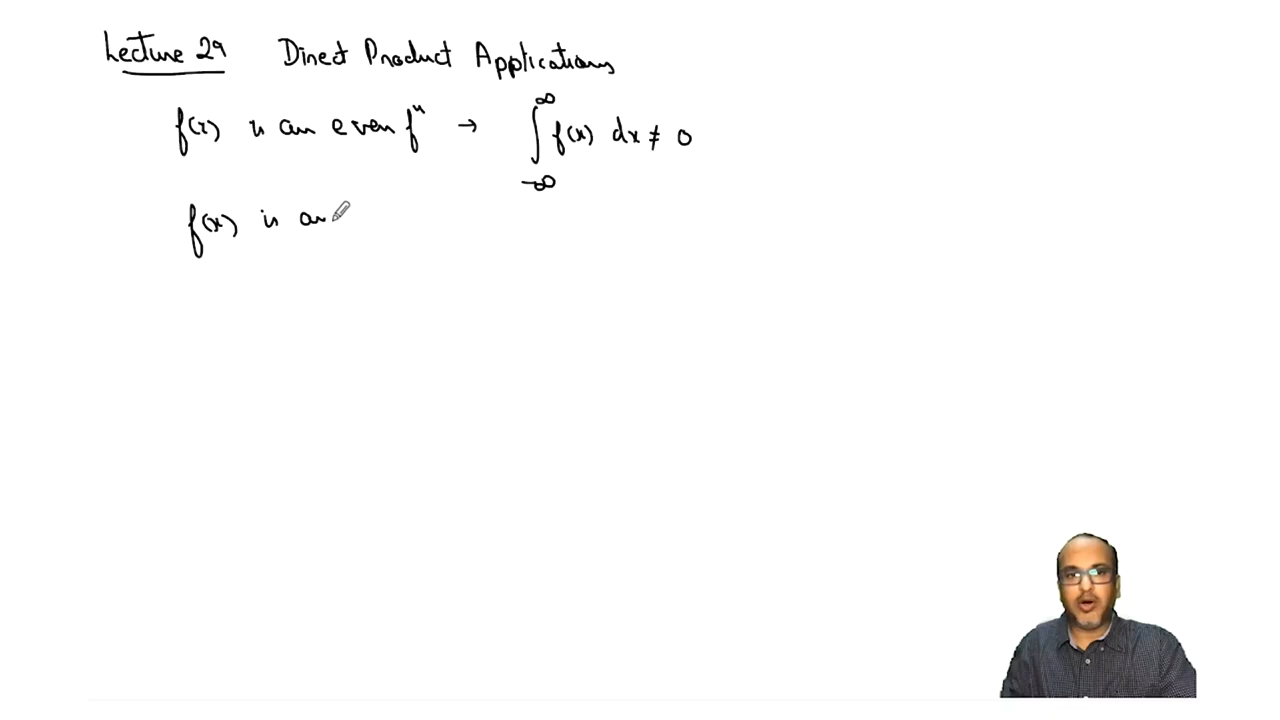 Lecture 29 Direct Product Applications
f(x) is an even fⁿ → ∫_{-∞}^{∞} f(x) dx ≠ 0
f(x) is an